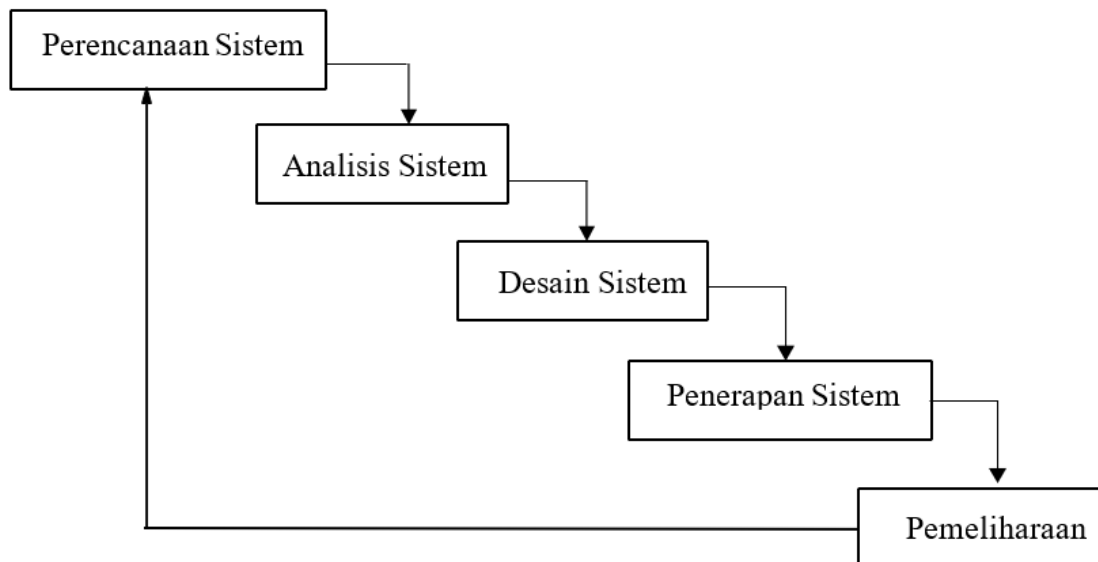 Perencanaan Sistem
Analisis Sistem
Desain Sistem
Penerapan Sistem
Pemeliharaan